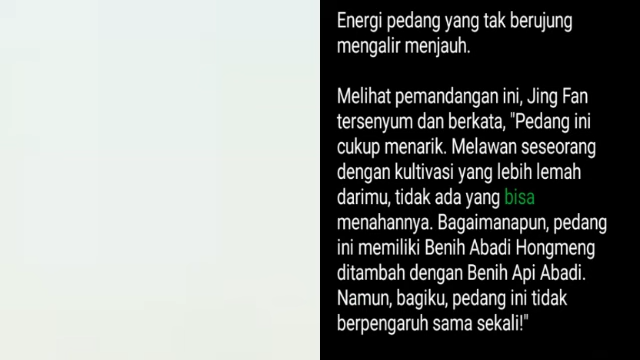 Energi pedang yang tak berujung
mengalir menjauh.
Melihat pemandangan ini, Jing Fan
tersenyum dan berkata, "Pedang ini
cukup menarik. Melawan seseorang
dengan kultivasi yang lebih lemah
darimu, tidak ada yang bisa
menahannya. Bagaimanapun, pedang
ini memiliki Benih Abadi Hongmeng
ditambah dengan Benih Api Abadi.
Namun, bagiku, pedang ini tidak
berpengaruh sama sekali!"